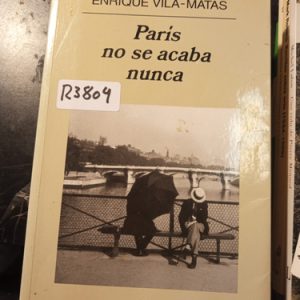 ENRIQUE VILA-MATAS
París
no se acaba
nunca
R3804